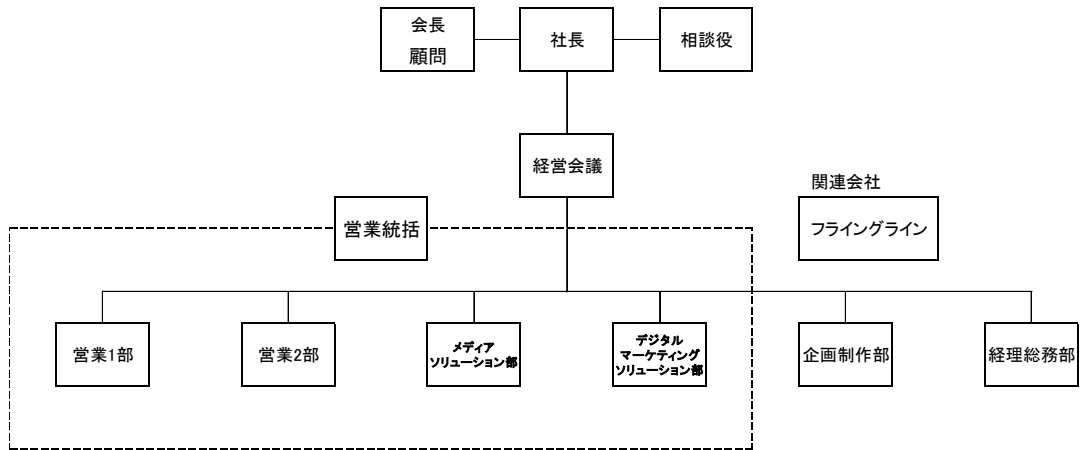 会長
顧問
社長
相談役
経営会議
関連会社
営業統括
フライングライン
営業1部
営業2部
メディア
ソリューション部
デジタル
マーケティング
ソリューション部
企画制作部
経理総務部